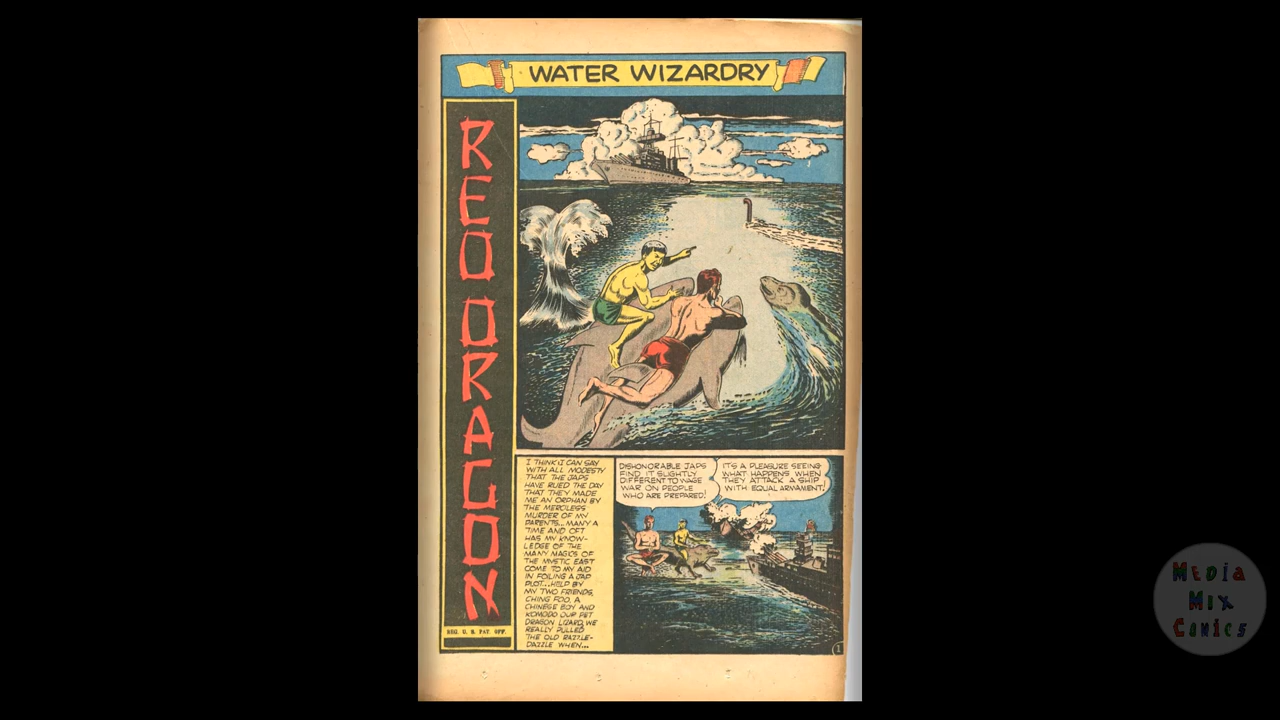 WATER WIZARDRY
RED DRAGON
REG. U. S. PAT. OFF.
I THINK I CAN SAY
WITH ALL MODESTY
THAT THE JAPS
HAVE RUED THE DAY
THAT THEY MADE
ME AN ORPHAN BY
THE MERCILESS
MURDER OF MY
PARENTS... MANY A
TIME AND OFT
HAS MY KNOW-
LEDGE OF THE
MANY MAGICS OF
THE MYSTIC EAST
COME TO MY AID
IN FOILING A JAP
PLOT... HELP BY
MY TWO FRIENDS,
CHING FOO, A
CHINESE BOY AND
KOMODO OUR PET
DRAGON LIZARD, WE
REALLY PULLED
THE OLD RAZZLE-
DAZZLE WHEN...
DISHONORABLE JAPS
FIND IT SLIGHTLY
DIFFERENT TO WAGE
WAR ON PEOPLE
WHO ARE PREPARED!
IT'S A PLEASURE SEEING
WHAT HAPPENS WHEN
THEY ATTACK A SHIP
WITH EQUAL ARMAMENT!
1
MEDIA
MIX
COMICS